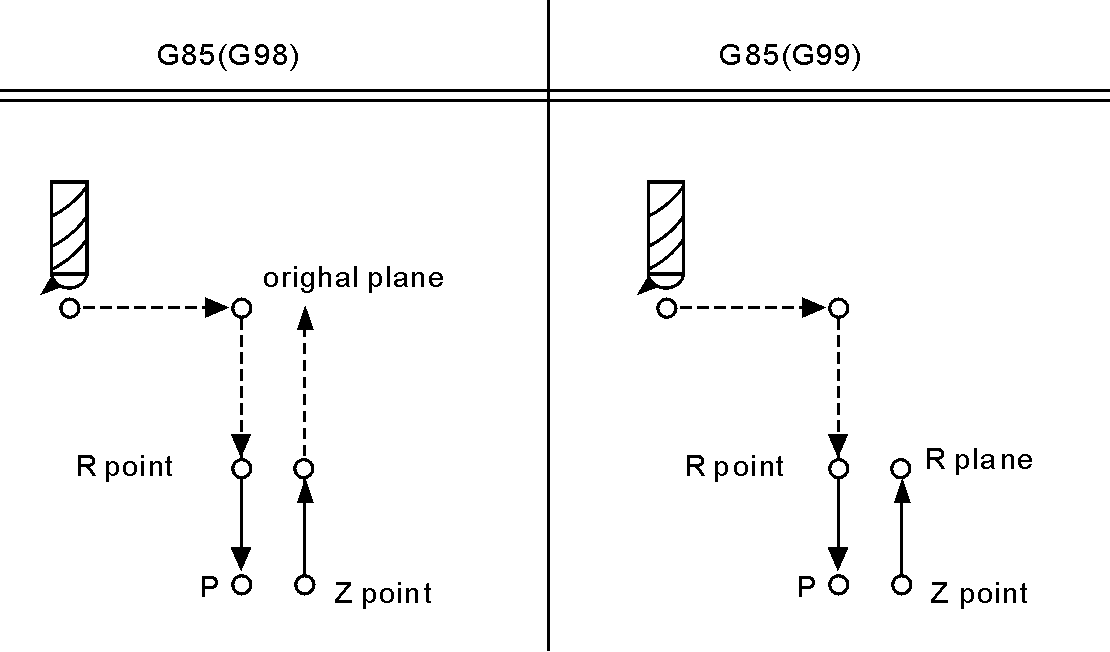 G85(G98)
G85(G99)
orighal plane
R point
P
Z point
R point
R plane
P
Z point